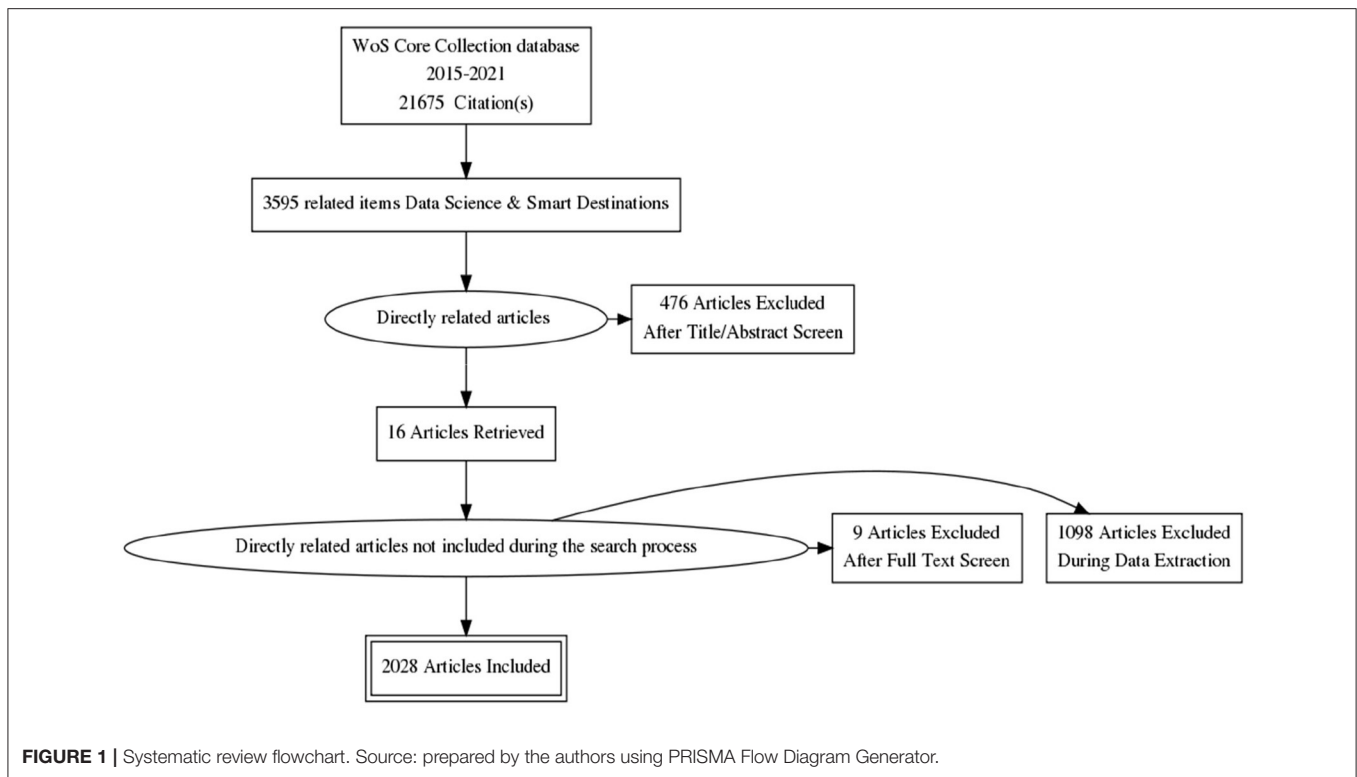 WoS Core Collection database
2015-2021
21675 Citation(s)
3595 related items Data Science & Smart Destinations
Directly related articles
476 Articles Excluded
After Title/Abstract Screen
16 Articles Retrieved
Directly related articles not included during the search process
9 Articles Excluded
After Full Text Screen
1098 Articles Excluded
During Data Extraction
2028 Articles Included
FIGURE 1 | Systematic review flowchart. Source: prepared by the authors using PRISMA Flow Diagram Generator.